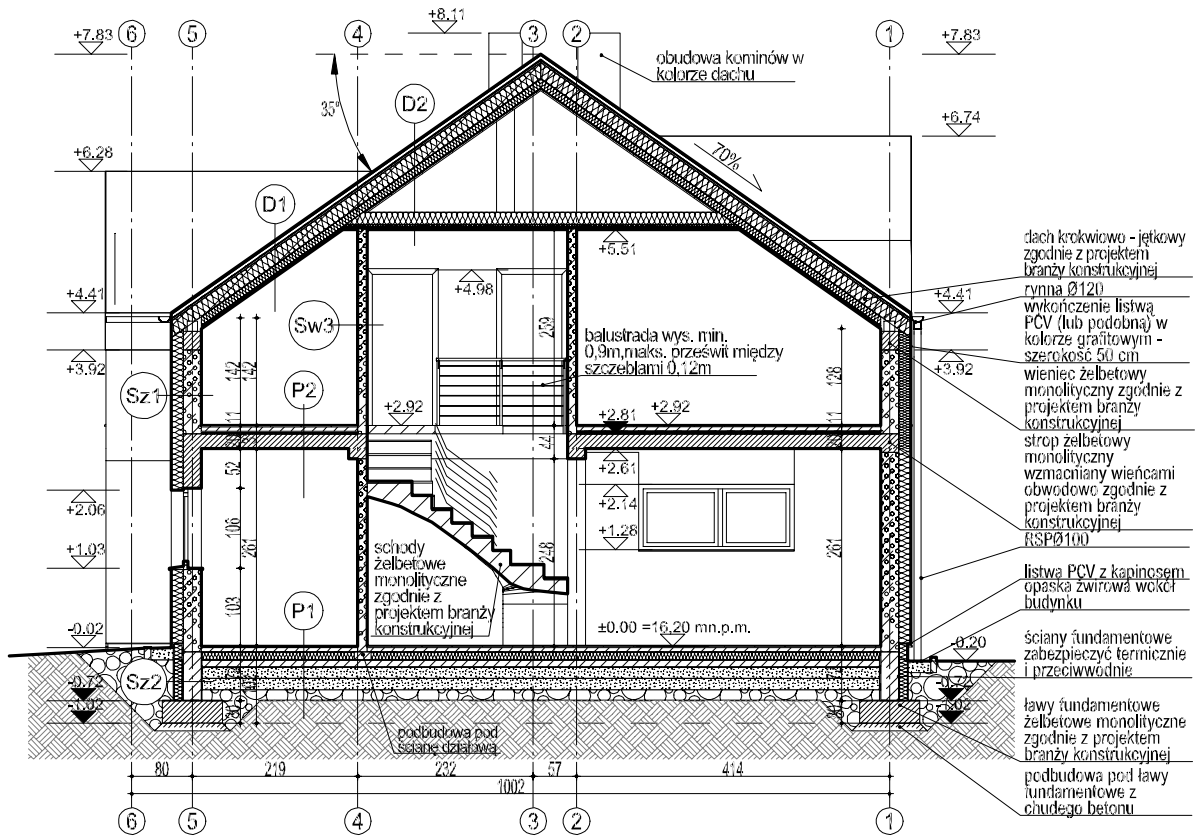 +8.11
6
5
4
3
2
1
+7.83
+7.83
obudowa kominów w
kolorze dachu
D2
35°
+6.74
70%
+6.28
D1
dach krokwiowo - jętkowy
zgodnie z projektem
branży konstrukcyjnej
+5.51
+4.98
rynna Ø120
+4.41
+4.41
wykończenie listwą
PCV (lub podobną) w
kolorze grafitowym -
szerokość 50 cm
Sw3
259
balustrada wys. min.
0,9m,maks. prześwit między
szczeblami 0,12m
+3.92
+3.92
142
142
128
wieniec żelbetowy
monolityczny zgodnie z
projektem branży
konstrukcyjnej
Sz1
P2
+2.92
+2.81
+2.92
11
11
44
strop żelbetowy
monolityczny
wzmacniany wieńcami
obwodowo zgodnie z
projektem branży
konstrukcyjnej
52
+2.61
+2.14
+2.06
+1.28
106
261
248
261
RSPØ100
+1.03
schody
żelbetowe
monolityczne
zgodnie z
projektem branży
konstrukcyjnej
listwa PCV z kapinosem
opaska żwirowa wokół
budynku
103
P1
±0.00 =16,20 mn.p.m.
-0.02
-0.20
ściany fundamentowe
zabezpieczyć termicznie
i przeciwwodnie
Sz2
-0.72
-1.02
ławy fundamentowe
żelbetowe monolityczne
zgodnie z projektem
branży konstrukcyjnej
podbudowa pod
ścianę działową
podbudowa pod ławy
fundamentowe z
chudego betonu
80
219
232
57
414
1002
6
5
4
3
2
1